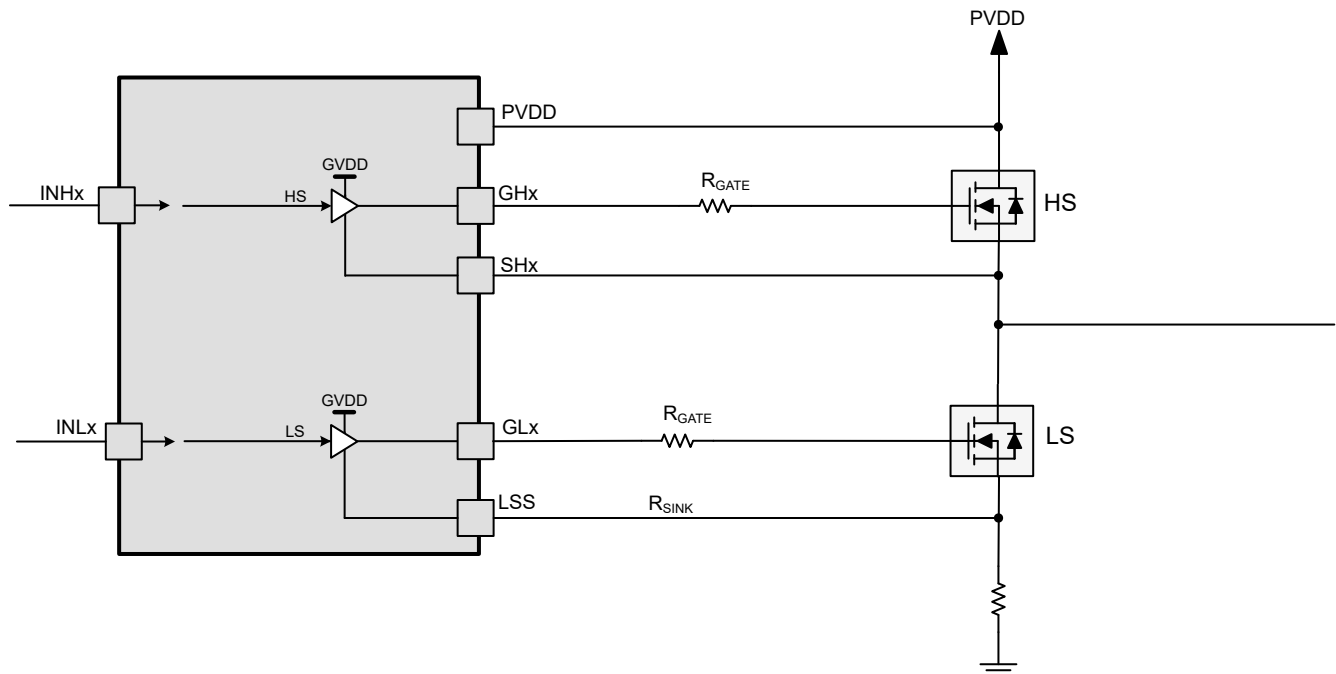 PVDD
PVDD
GVDD
INHx
HS
GHx
RGATE
HS
SHx
GVDD
INLx
LS
GLx
RGATE
LS
LSS
RSINK